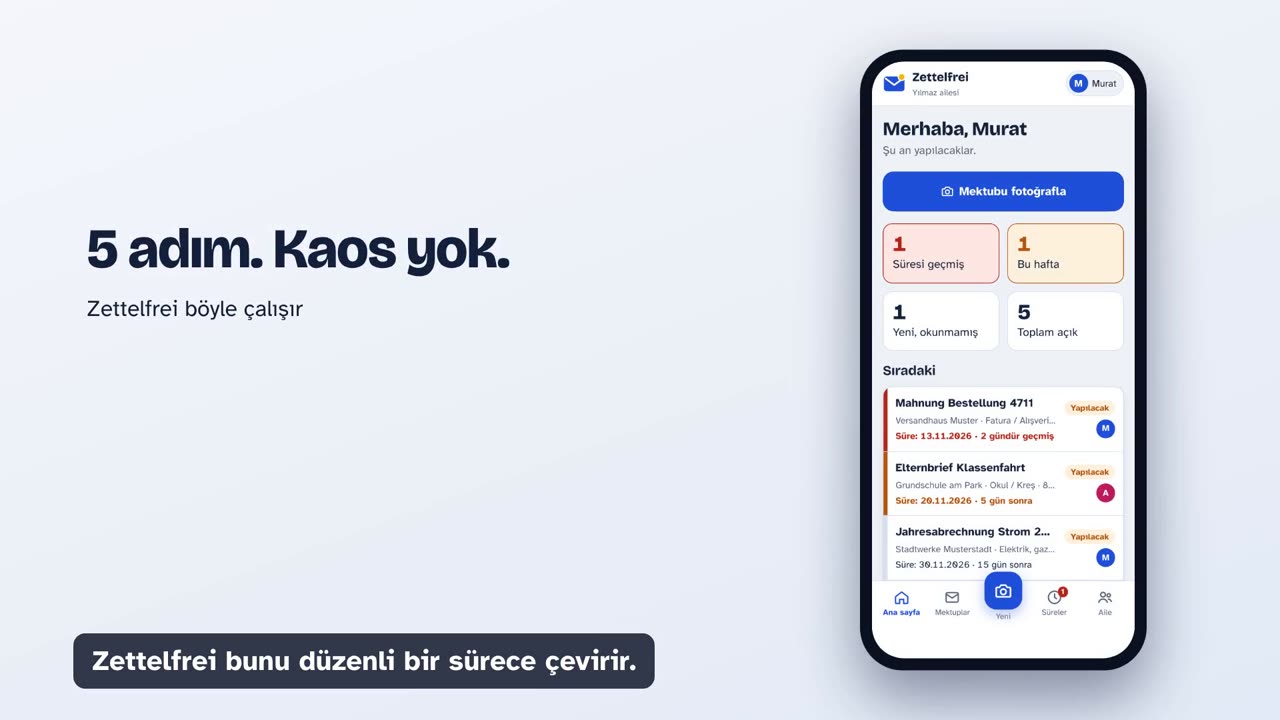 5 adım. Kaos yok.
Zettelfrei böyle çalışır
Zettelfrei bunu düzenli bir sürece çevirir.
Zettelfrei
Yılmaz ailesi
M Murat
Merhaba, Murat
Şu an yapılacaklar.
Mektubu fotoğrafla
1
Süresi geçmiş
1
Bu hafta
1
Yeni, okunmamış
5
Toplam açık
Sıradaki
Mahnung Bestellung 4711
Yapılacak
Versandhaus Muster · Fatura / Alışveri...
M
Süre: 13.11.2026 · 2 gündür geçmiş
Elternbrief Klassenfahrt
Yapılacak
Grundschule am Park · Okul / Kreş · 8...
A
Süre: 20.11.2026 · 5 gün sonra
Jahresabrechnung Strom 2...
Yapılacak
Stadtwerke Musterstadt · Elektrik, gaz...
M
Süre: 30.11.2026 · 15 gün sonra
1
Ana sayfa
Mektuplar
Yeni
Süreler
Aile